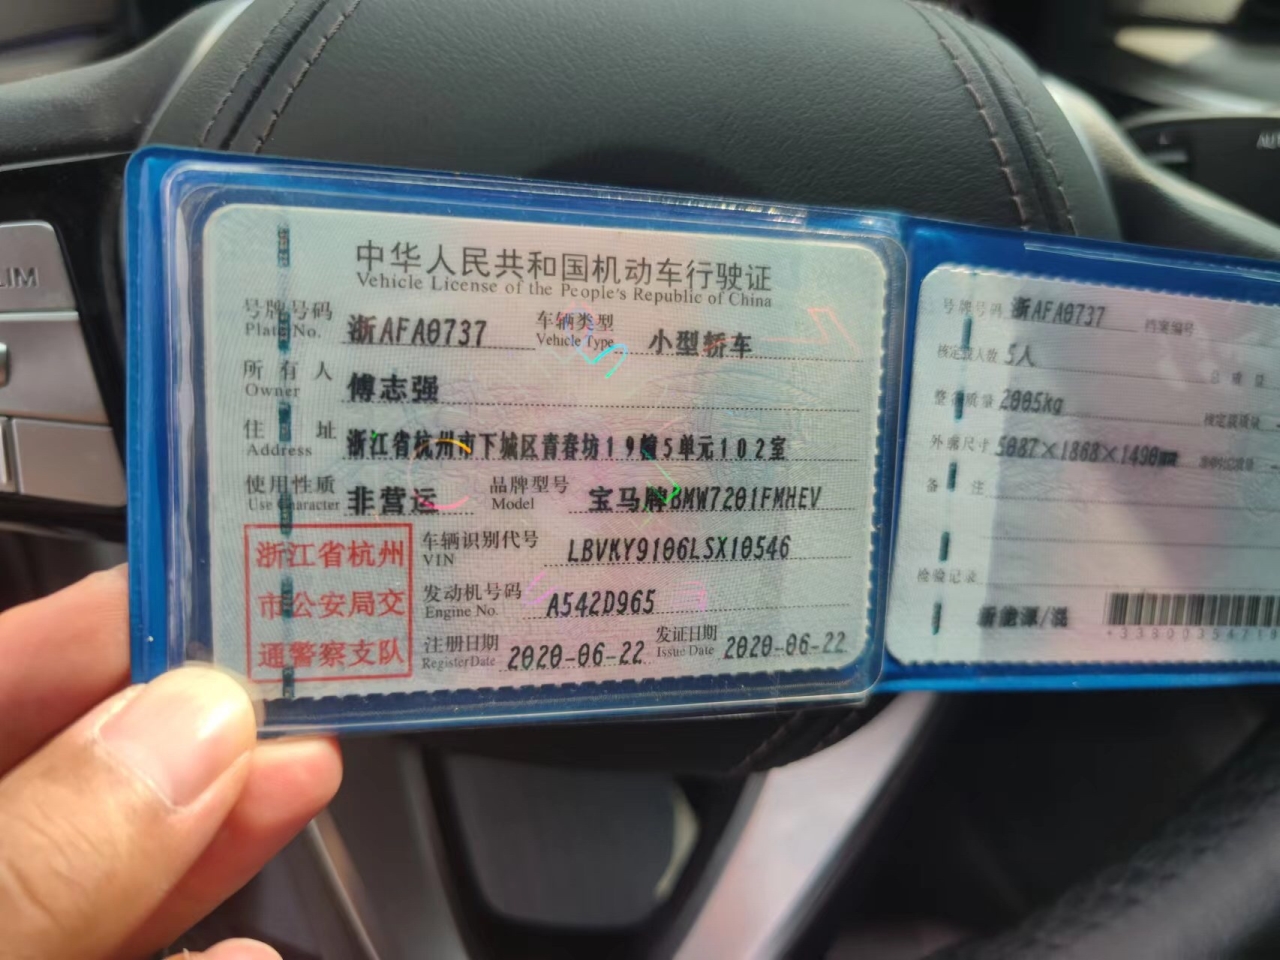 LIM
中华人民共和国机动车行驶证
Vehicle License of the People's Republic of China
号牌号码 浙AFA0737 车辆类型 小型轿车
Plate No. Vehicle Type
所有人 傅志强
Owner
住址 浙江省杭州市下城区青春坊19幢5单元102室
Address
使用性质 非营运 品牌型号 宝马牌BMW7201FMHEV
Use Character Model
浙江省杭州
市公安局交
通警察支队
车辆识别代号 LBVKY9106LSX10546
VIN
发动机号码 A542D965
Engine No.
注册日期 2020-06-22 发证日期 2020-06-22
Register Date Issue Date
号牌号码 浙AFA0737 档案编号
核定载人数 5人
整备质量 2005kg 核定载质量
外廓尺寸 5087×1868×1490mm
备注
检验记录